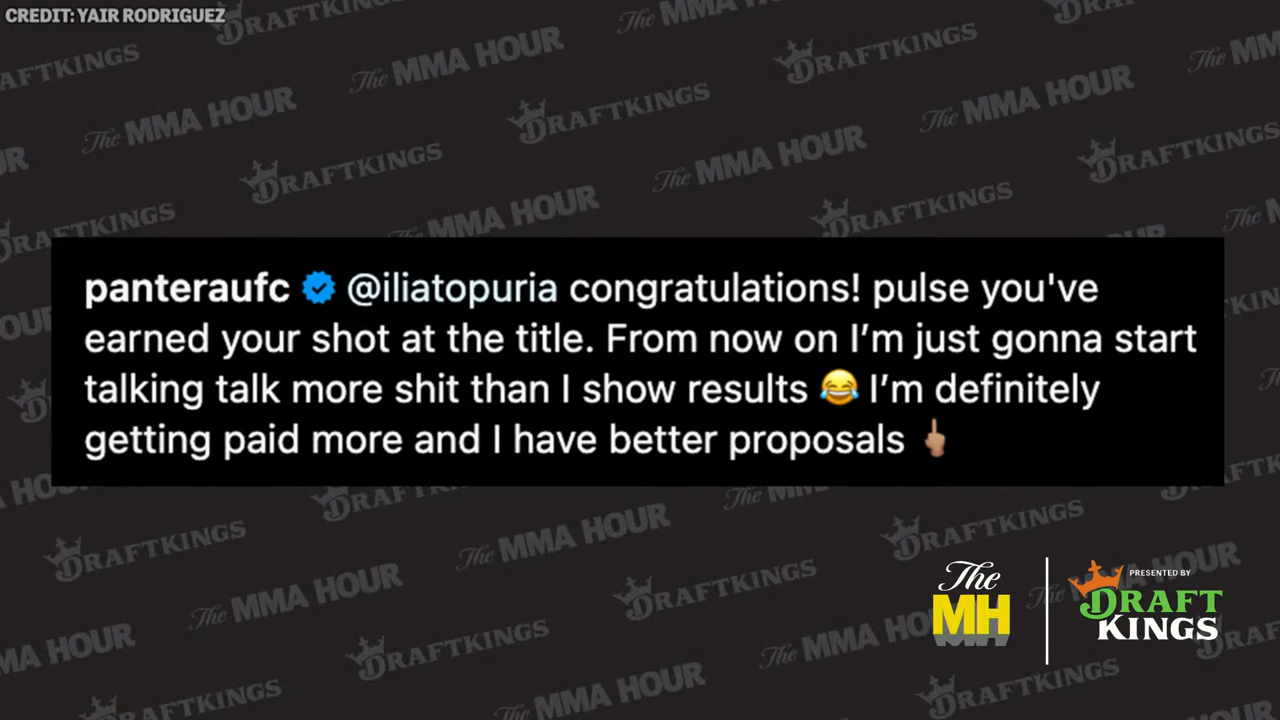 CREDIT: YAIR RODRIGUEZ
panteraufc @iliatopuria congratulations! pulse you've
earned your shot at the title. From now on I’m just gonna start
talking talk more shit than I show results 😂 I’m definitely
getting paid more and I have better proposals 🖕🏽
The
MH
PRESENTED BY
DRAFT
KINGS